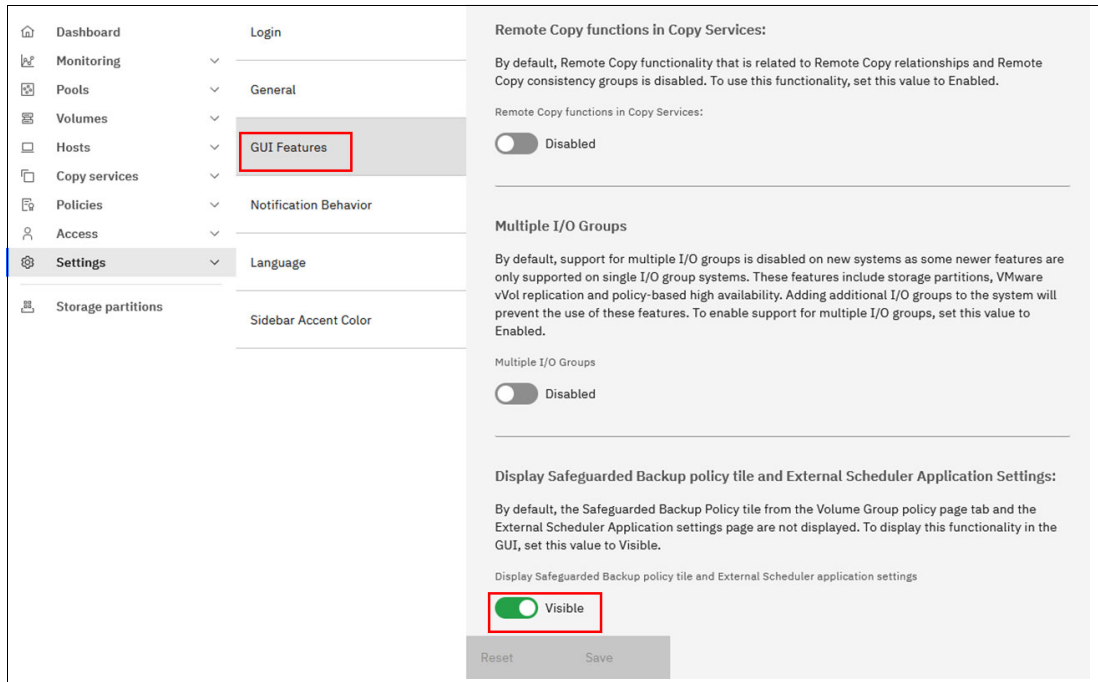 Dashboard
Monitoring
Pools
Volumes
Hosts
Copy services
Policies
Access
Settings
Storage partitions
Login
General
GUI Features
Notification Behavior
Language
Sidebar Accent Color
Remote Copy functions in Copy Services:
By default, Remote Copy functionality that is related to Remote Copy relationships and Remote
Copy consistency groups is disabled. To use this functionality, set this value to Enabled.
Remote Copy functions in Copy Services:
Disabled
Multiple I/O Groups
By default, support for multiple I/O groups is disabled on new systems as some newer features are
only supported on single I/O group systems. These features include storage partitions, VMware
vVol replication and policy-based high availability. Adding additional I/O groups to the system will
prevent the use of these features. To enable support for multiple I/O groups, set this value to
Enabled.
Multiple I/O Groups
Disabled
Display Safeguarded Backup policy tile and External Scheduler Application Settings:
By default, the Safeguarded Backup Policy tile from the Volume Group policy page tab and the
External Scheduler Application settings page are not displayed. To display this functionality in the
GUI, set this value to Visible.
Display Safeguarded Backup policy tile and External Scheduler application settings
Visible
Reset
Save